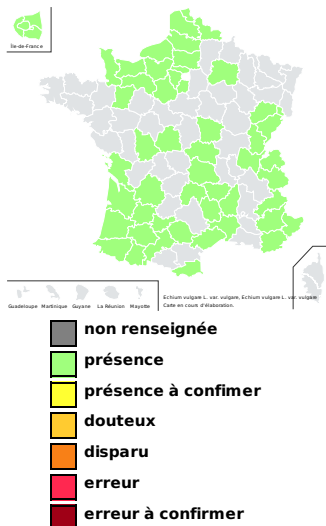 Île-de-France
Guadeloupe Martinique Guyane La Réunion Mayotte
Echium vulgare L. var. vulgare, Echium vulgare L. var. vulgare
Carte en cours d'élaboration.
non renseignée
présence
présence à confimer
douteux
disparu
erreur
erreur à confirmer